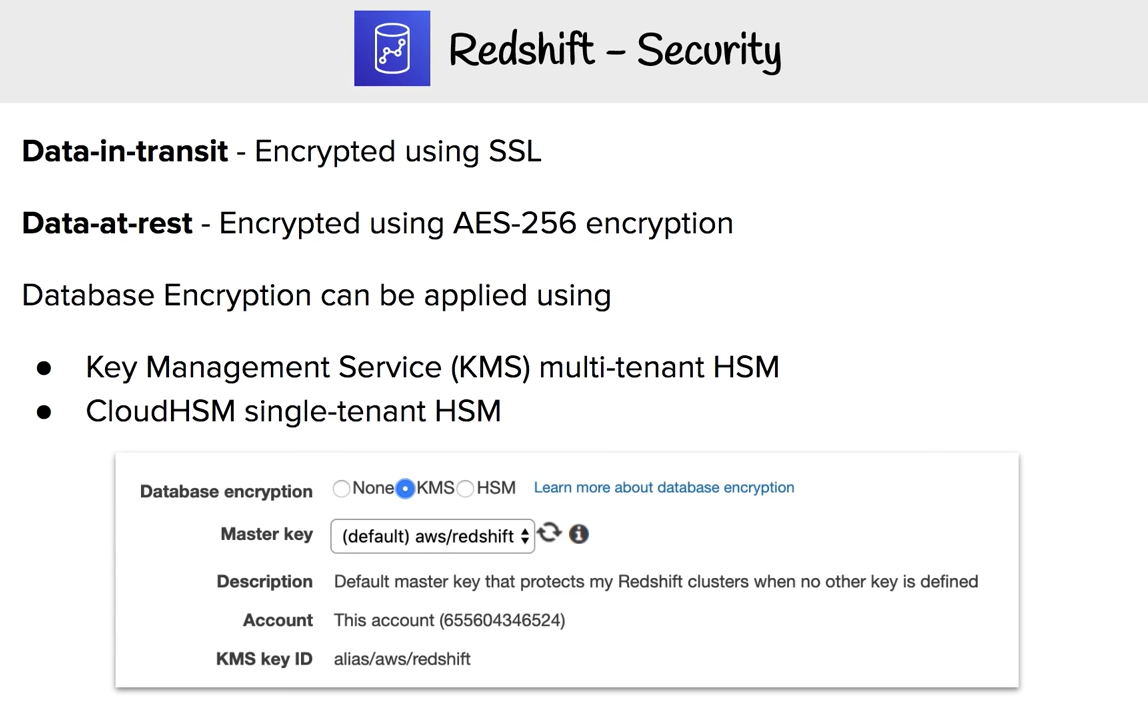 Redshift – Security
Data-in-transit - Encrypted using SSL
Data-at-rest - Encrypted using AES-256 encryption
Database Encryption can be applied using
● Key Management Service (KMS) multi-tenant HSM
● CloudHSM single-tenant HSM
Database encryption None KMS HSM Learn more about database encryption
Master key (default) aws/redshift
Description Default master key that protects my Redshift clusters when no other key is defined
Account This account (655604346524)
KMS key ID alias/aws/redshift